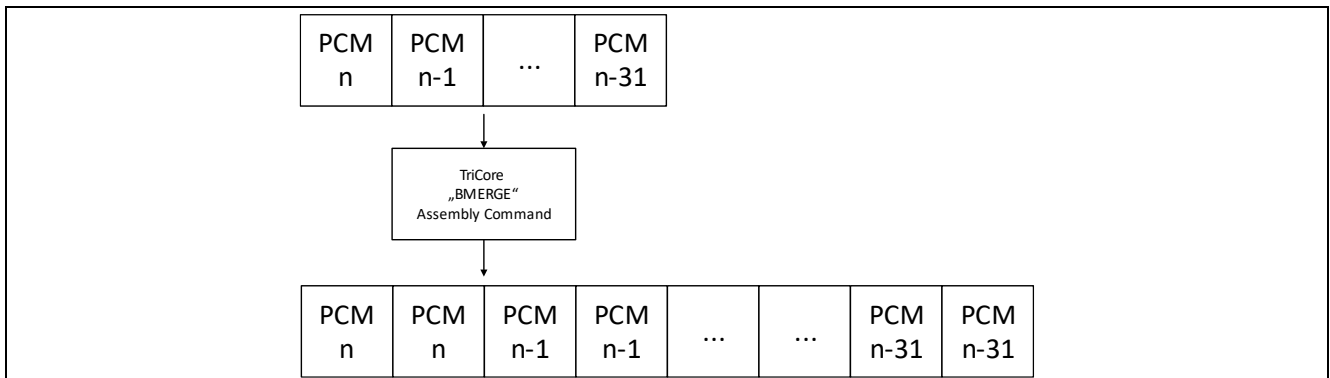 PCM PCM ... PCM
n n-1 n-31
TriCore
„BMERGE“
Assembly Command
PCM PCM PCM PCM ... ... PCM PCM
n n n-1 n-1 n-31 n-31